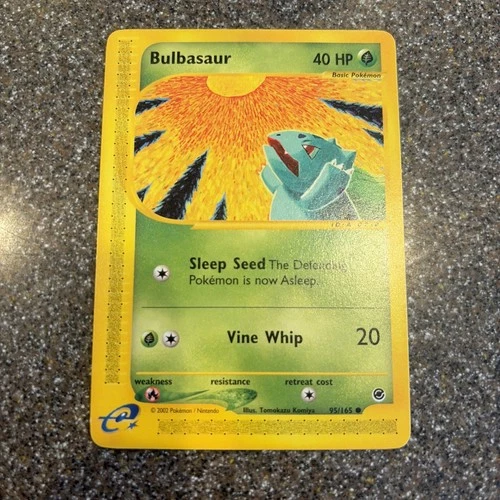 Bulbasaur 40 HP
Basic Pokémon
Sleep Seed The Defending
Pokémon is now Asleep.
Vine Whip 20
weakness resistance retreat cost
© 2002 Pokémon / Nintendo Illus. Tomokazu Komiya 95/165
e